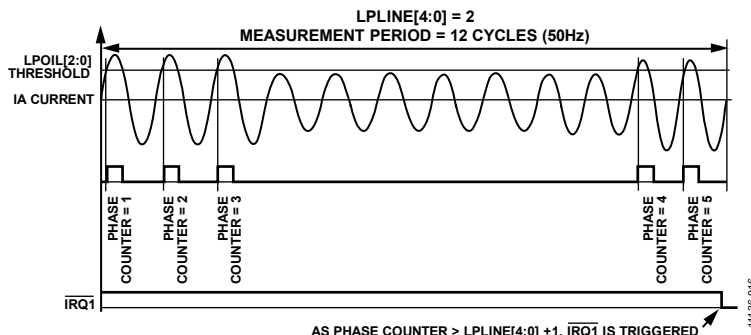 LPLINE[4:0] = 2
MEASUREMENT PERIOD = 12 CYCLES (50Hz)
LPOIL[2:0]
THRESHOLD
IA CURRENT
PHASE
COUNTER = 1
PHASE
COUNTER = 2
PHASE
COUNTER = 3
PHASE
COUNTER = 4
PHASE
COUNTER = 5
IRQ1
AS PHASE COUNTER > LPLINE[4:0] +1, IRQ1 IS TRIGGERED